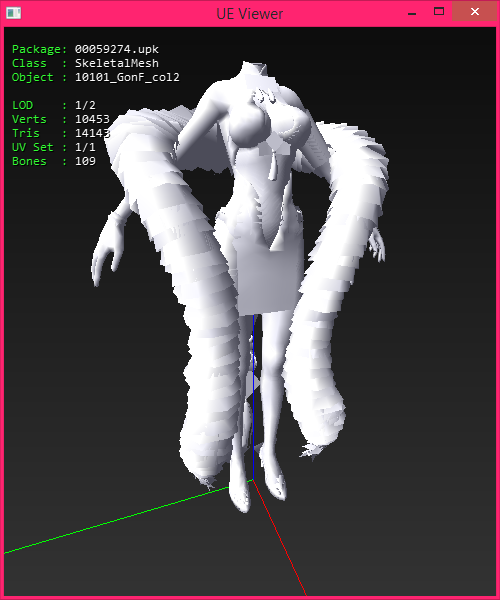 UE Viewer
Package: 00059274.upk
Class  : SkeletalMesh
Object : 10101_GonF_col2
LOD    : 1/2
Verts  : 10453
Tris   : 14143
UV Set : 1/1
Bones  : 109